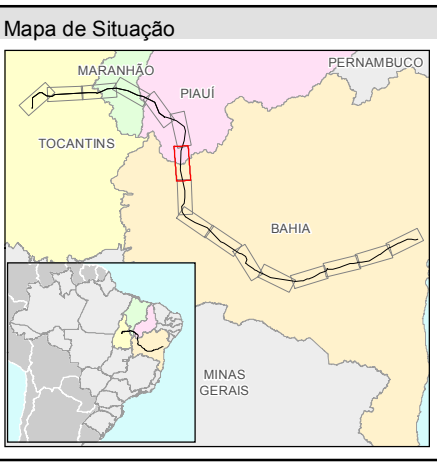 Mapa de Situação
PERNAMBUCO
MARANHÃO
PIAUÍ
TOCANTINS
BAHIA
MINAS
GERAIS